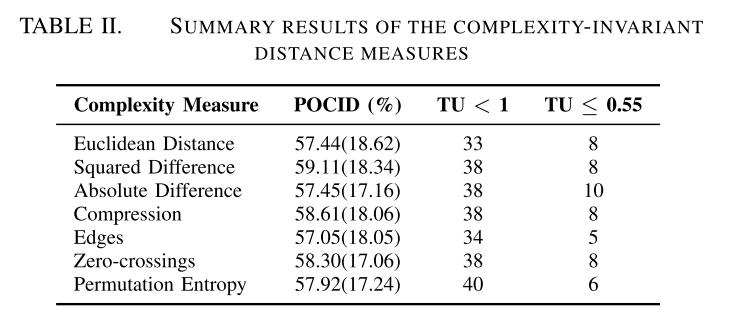 TABLE II. SUMMARY RESULTS OF THE COMPLEXITY-INVARIANT
DISTANCE MEASURES
Complexity Measure POCID (%) TU < 1 TU ≤ 0.55
Euclidean Distance 57.44(18.62) 33 8
Squared Difference 59.11(18.34) 38 8
Absolute Difference 57.45(17.16) 38 10
Compression 58.61(18.06) 38 8
Edges 57.05(18.05) 34 5
Zero-crossings 58.30(17.06) 38 8
Permutation Entropy 57.92(17.24) 40 6